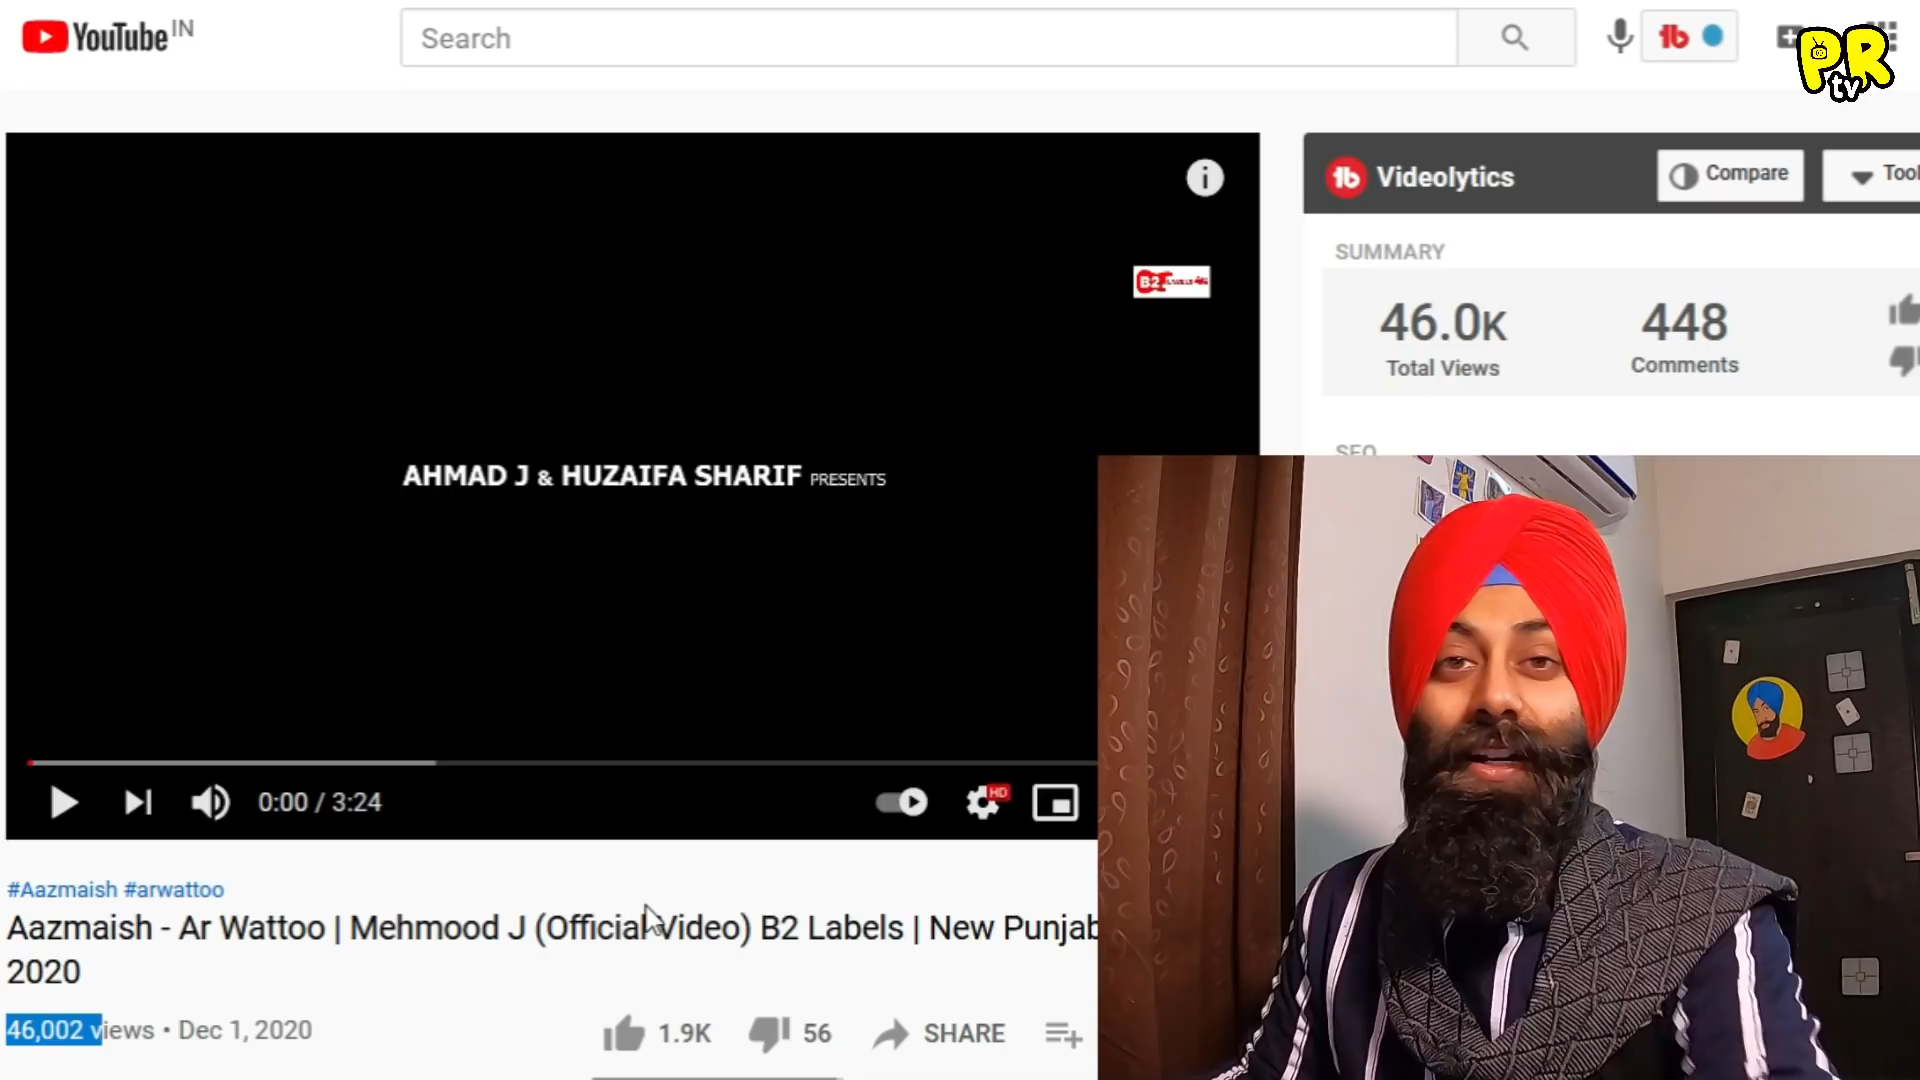 YouTube IN
Search
PR
tv
Videolytics
Compare
SUMMARY
46.0K
448
Total Views
Comments
B2
AHMAD J & HUZAIFA SHARIF PRESENTS
HD
0:00 / 3:24
#Aazmaish #arwattoo
Aazmaish - Ar Wattoo | Mehmood J (Official Video) B2 Labels | New Punjab
2020
46,002 views • Dec 1, 2020
1.9K
56
SHARE